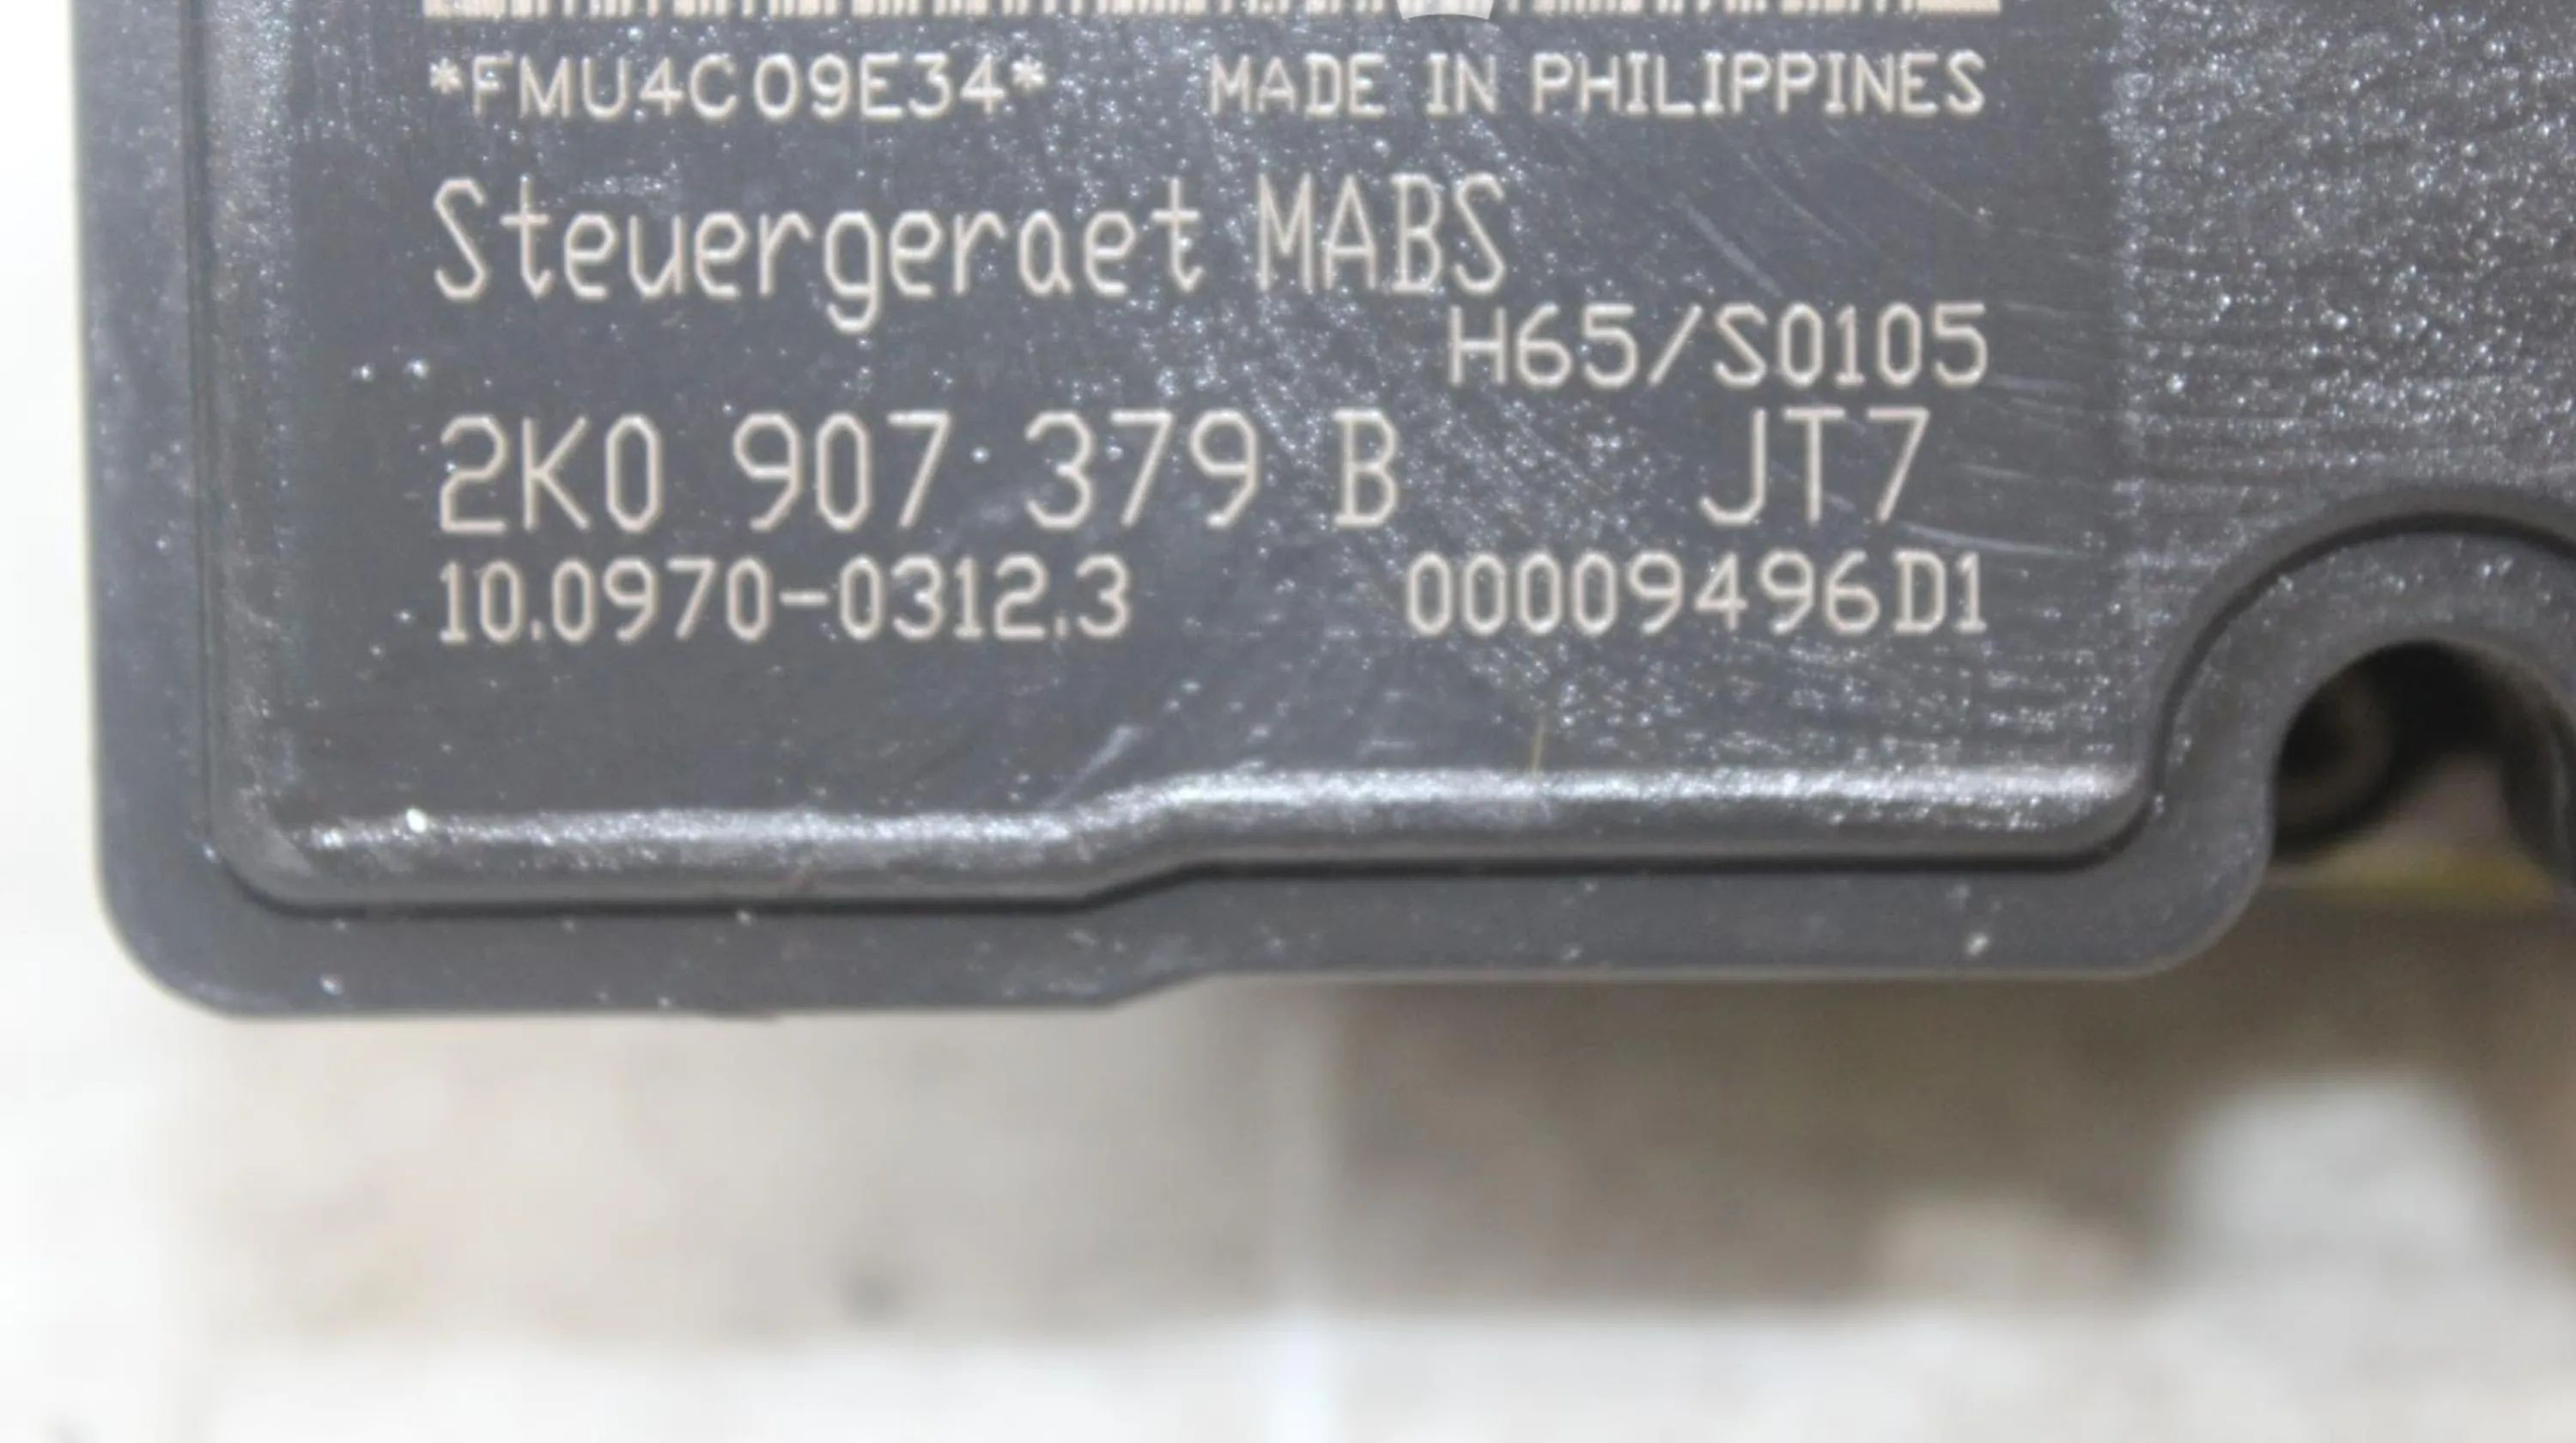 *FMU4C09E34* MADE IN PHILIPPINES
Steuergeraet MABS
H65/S0105
2K0 907 379 B JT7
10.0970-0312.3 00009496D1